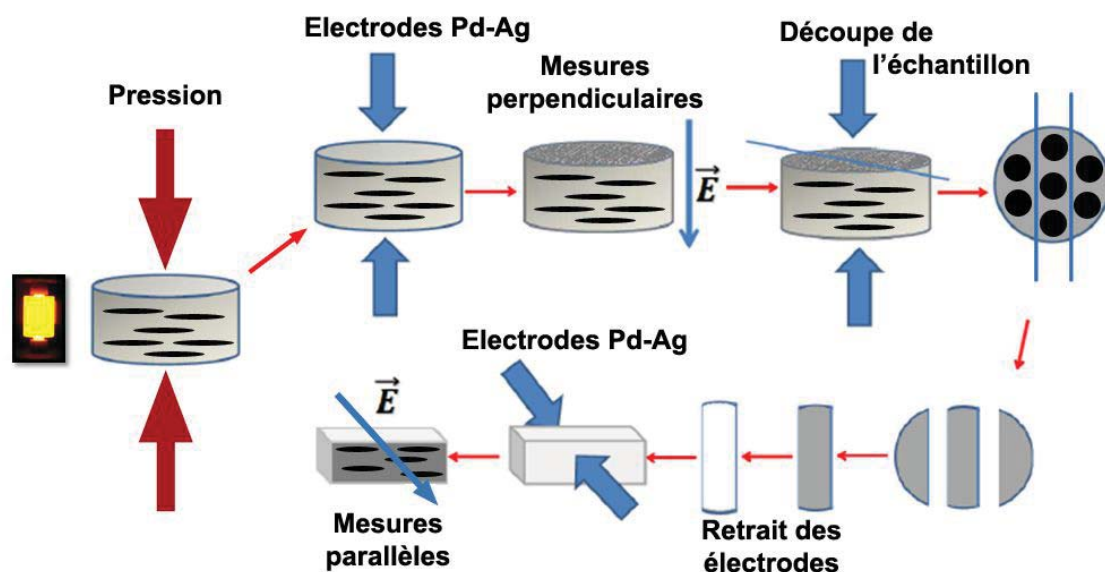 Pression
Electrodes Pd-Ag
Mesures
perpendiculaires
E
Découpe de
l'échantillon
Electrodes Pd-Ag
E
Mesures
parallèles
Retrait des
électrodes